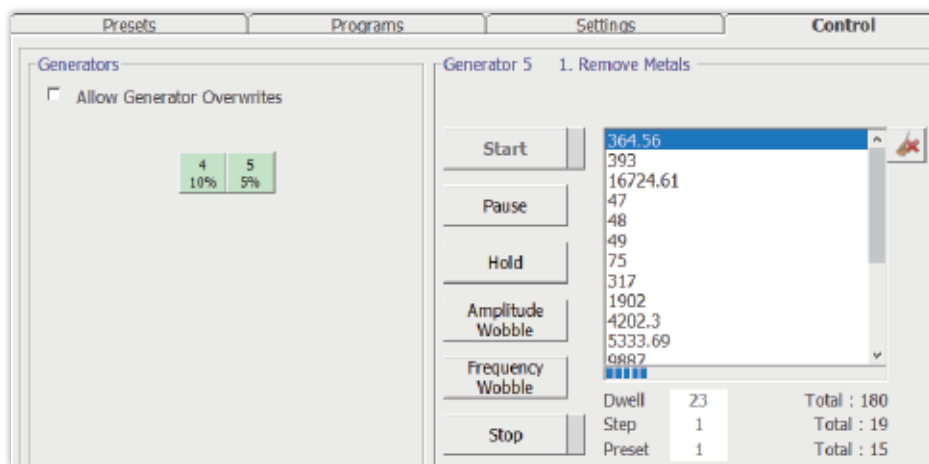 Presets Programs Settings Control
Generators
Allow Generator Overwrites
4 5
10% 5%
Generator 5 1. Remove Metals
Start
Pause
Hold
Amplitude
Wobble
Frequency
Wobble
Stop
364.56
393
16724.61
47
48
49
75
317
1902
4202.3
5333.69
9887
Dwell 23 Total : 180
Step 1 Total : 19
Preset 1 Total : 15